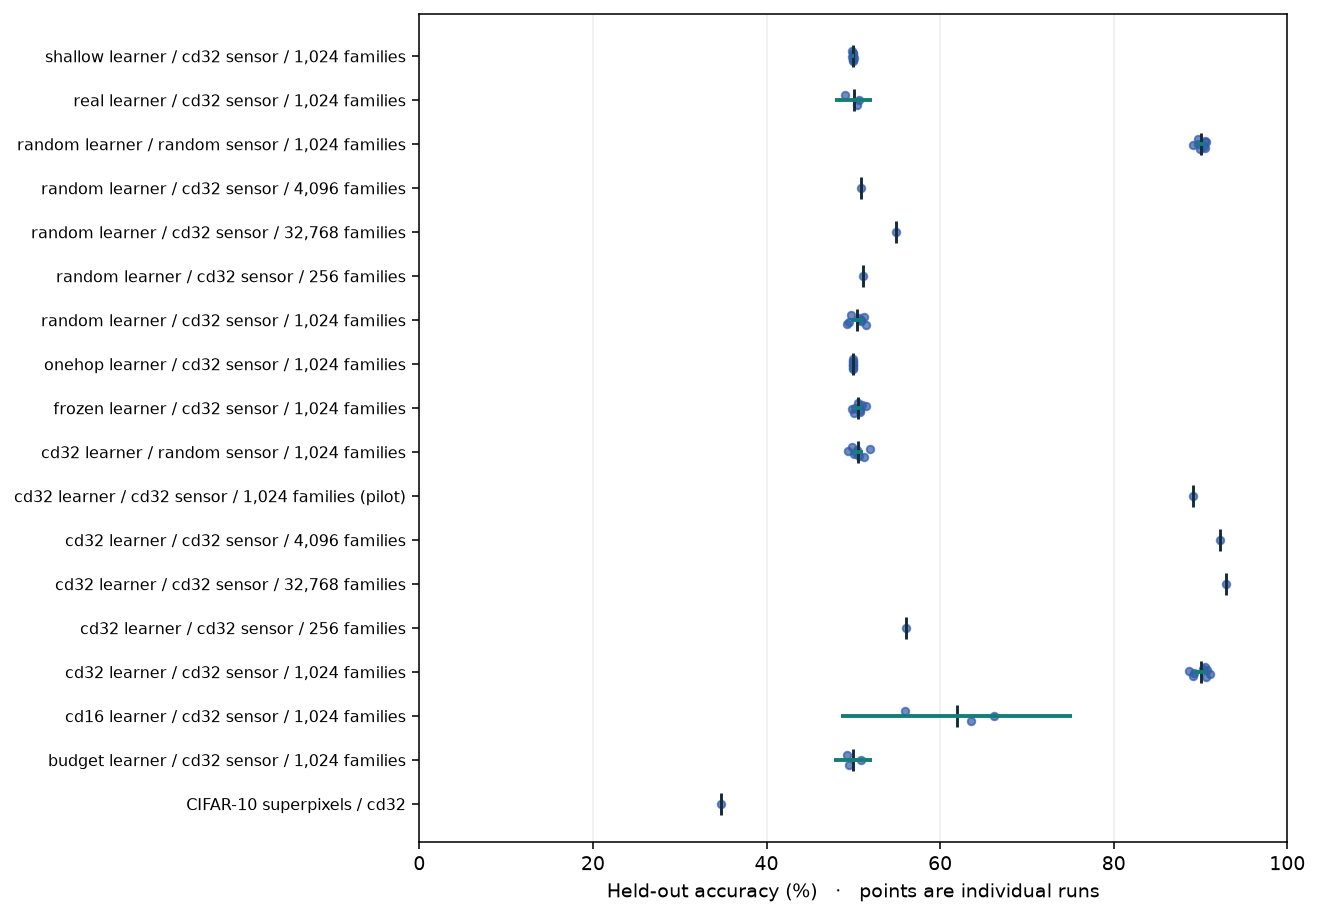 shallow learner / cd32 sensor / 1,024 families
real learner / cd32 sensor / 1,024 families
random learner / random sensor / 1,024 families
random learner / cd32 sensor / 4,096 families
random learner / cd32 sensor / 32,768 families
random learner / cd32 sensor / 256 families
random learner / cd32 sensor / 1,024 families
onehop learner / cd32 sensor / 1,024 families
frozen learner / cd32 sensor / 1,024 families
cd32 learner / random sensor / 1,024 families
cd32 learner / cd32 sensor / 1,024 families (pilot)
cd32 learner / cd32 sensor / 4,096 families
cd32 learner / cd32 sensor / 32,768 families
cd32 learner / cd32 sensor / 256 families
cd32 learner / cd32 sensor / 1,024 families
cd16 learner / cd32 sensor / 1,024 families
budget learner / cd32 sensor / 1,024 families
CIFAR-10 superpixels / cd32
0 20 40 60 80 100
Held-out accuracy (%) · points are individual runs